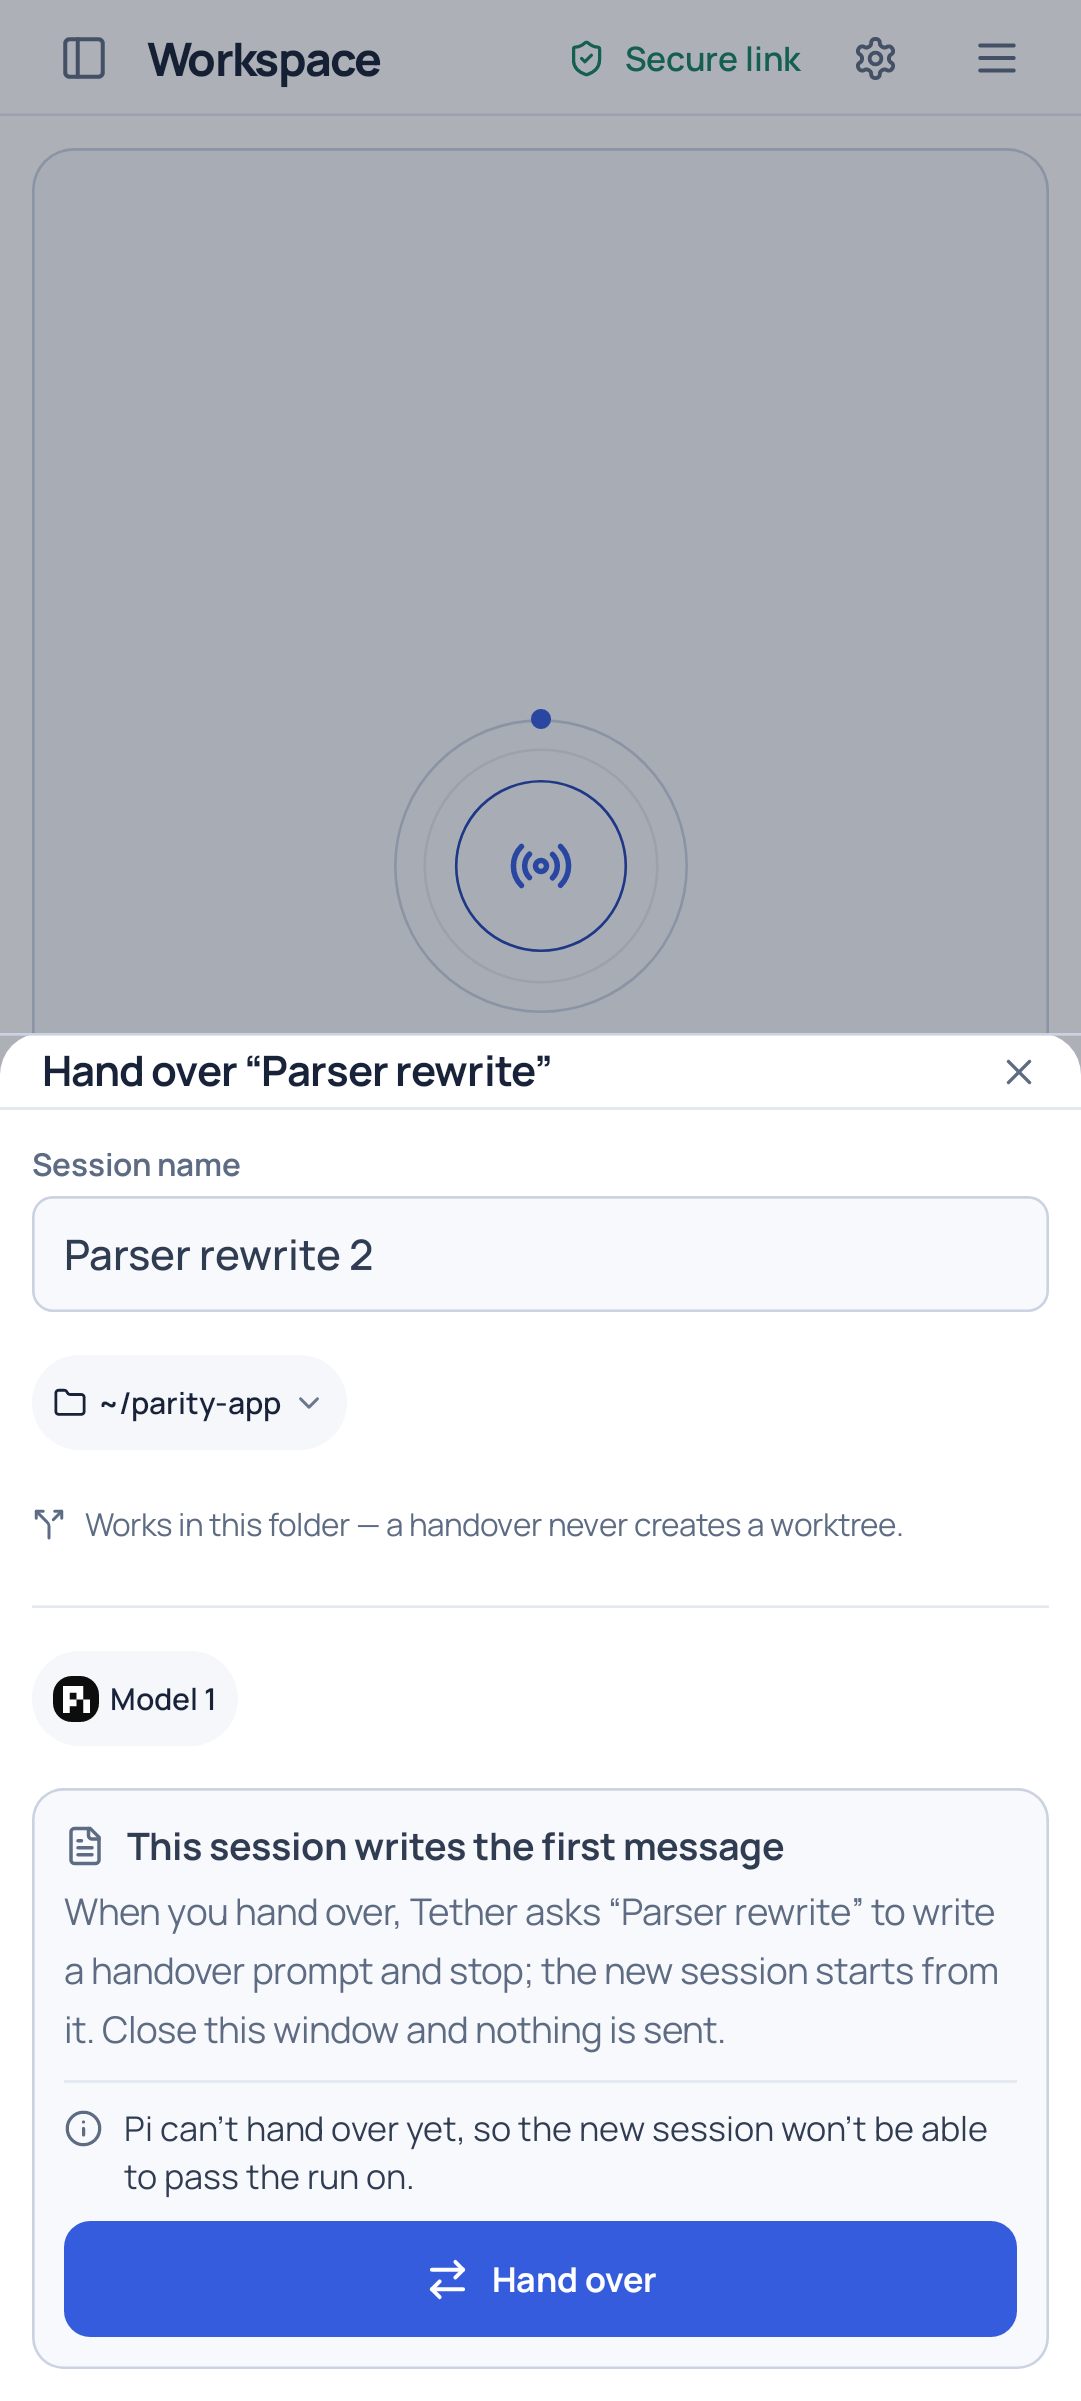 Workspace
Secure link
Hand over “Parser rewrite”
Session name
Parser rewrite 2
~/parity-app
Works in this folder — a handover never creates a worktree.
Model 1
This session writes the first message
When you hand over, Tether asks “Parser rewrite” to write
a handover prompt and stop; the new session starts from
it. Close this window and nothing is sent.
Pi can’t hand over yet, so the new session won’t be able
to pass the run on.
Hand over